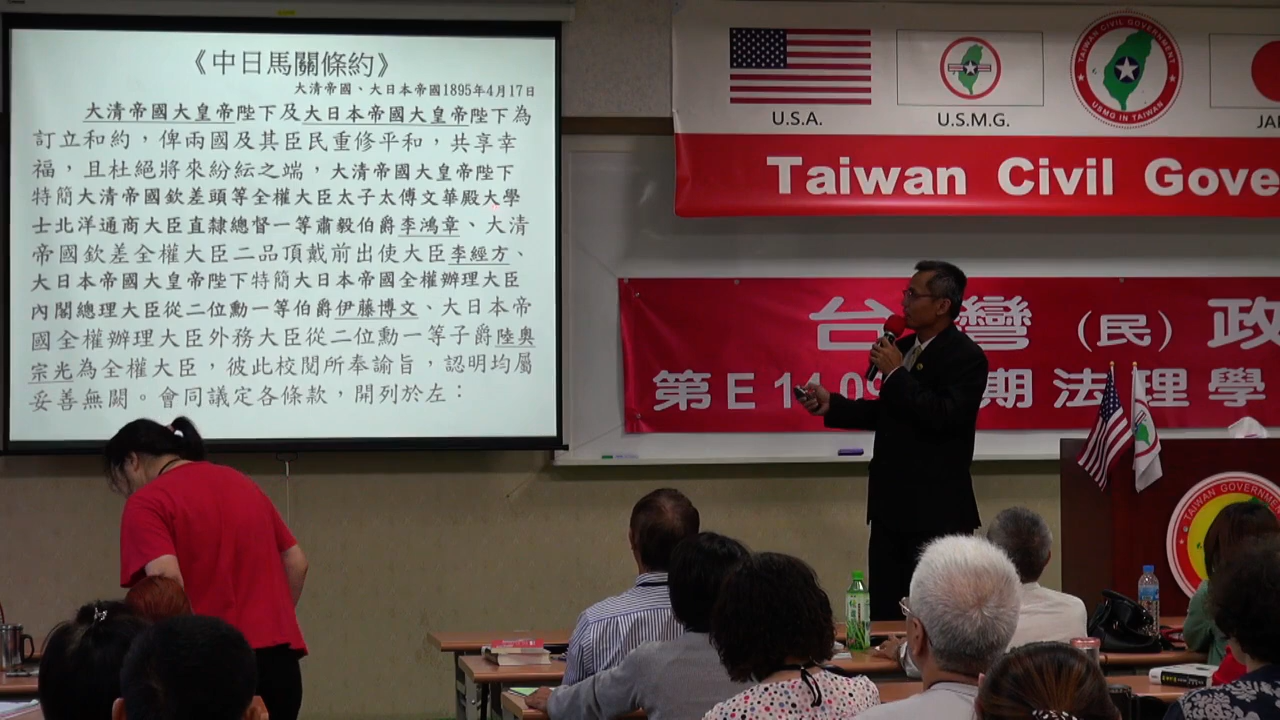 《中日馬關條約》
大清帝國、大日本帝國1895年4月17日
大清帝國大皇帝陛下及大日本帝國大皇帝陛下為
訂立和約，俾兩國及其臣民重修平和，共享幸
福，且杜絕將來紛紜之端，大清帝國大皇帝陛下
特簡大清帝國欽差頭等全權大臣太子太傅文華殿大學
士北洋通商大臣直隸總督一等肅毅伯爵李鴻章、大清
帝國欽差全權大臣二品頂戴前出使大臣李經方、
大日本帝國大皇帝陛下特簡大日本帝國全權辦理大臣
內閣總理大臣從二位勳一等伯爵伊藤博文、大日本帝
國全權辦理大臣外務大臣從二位勳一等子爵陸奧
宗光為全權大臣，彼此校閱所奉諭旨，認明均屬
妥善無闕。會同議定各條款，開列於左：
U.S.A.
U.S.M.G.
TAIWAN CIVIL GOVERNMENT
USMG IN TAIWAN
JA
Taiwan Civil Gove
台灣（民）政
第E14 09 期法理學
TAIWAN GOVERNMEN